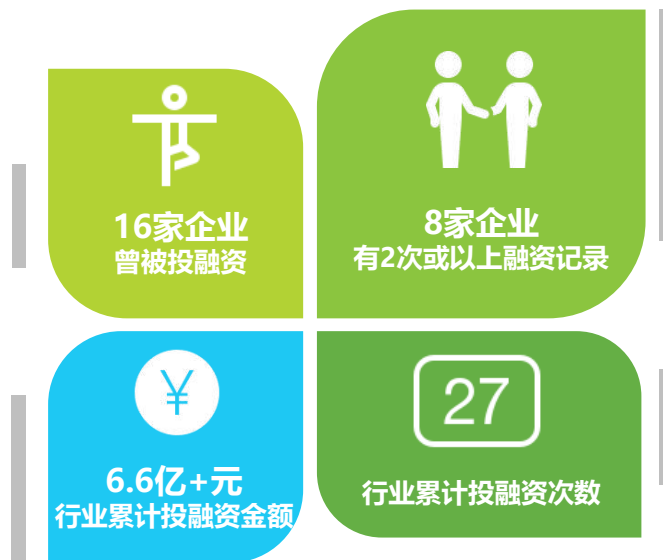 16家企业
曾被投融资
8家企业
有2次或以上融资记录
¥
6.6亿+元
行业累计投融资金额
27
行业累计投融资次数